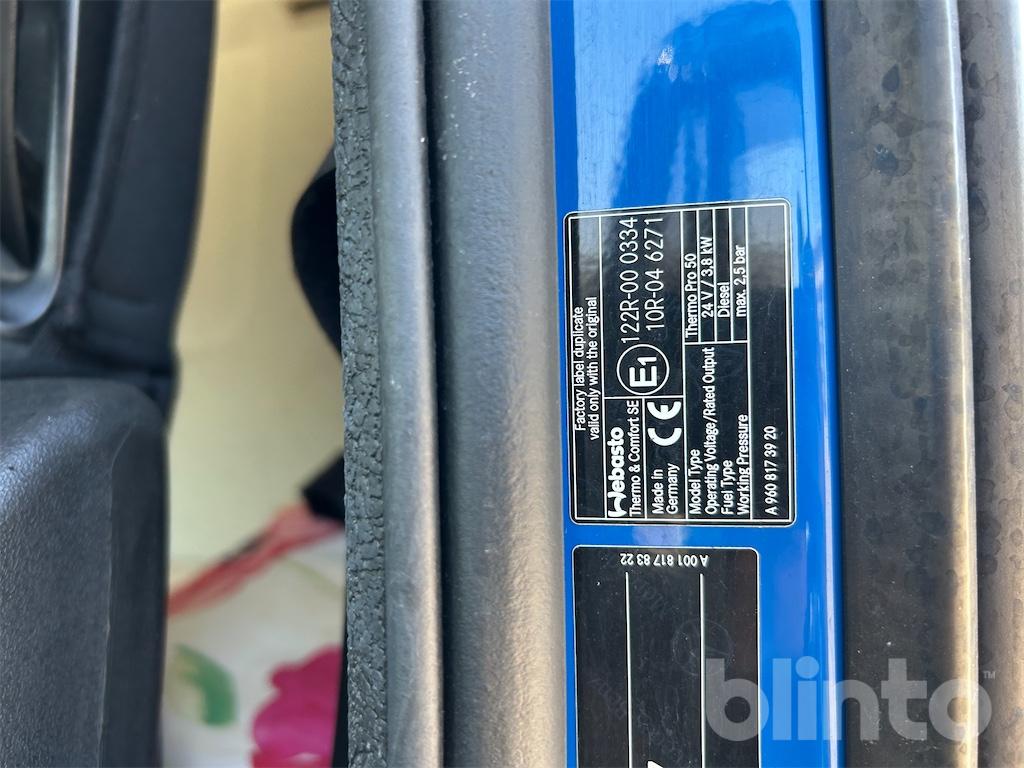 Factory label duplicate
valid only with the original
Webasto
Thermo & Comfort SE
Made in
Germany
CE
E1
122R-00 0334
10R-04 6271
Model Type Thermo Pro 50
Operating Voltage/Rated Output 24 V / 3,8 kW
Fuel Type Diesel
Working Pressure max. 2,5 bar
A 960 817 39 20
A 001 817 83 22
blinto™